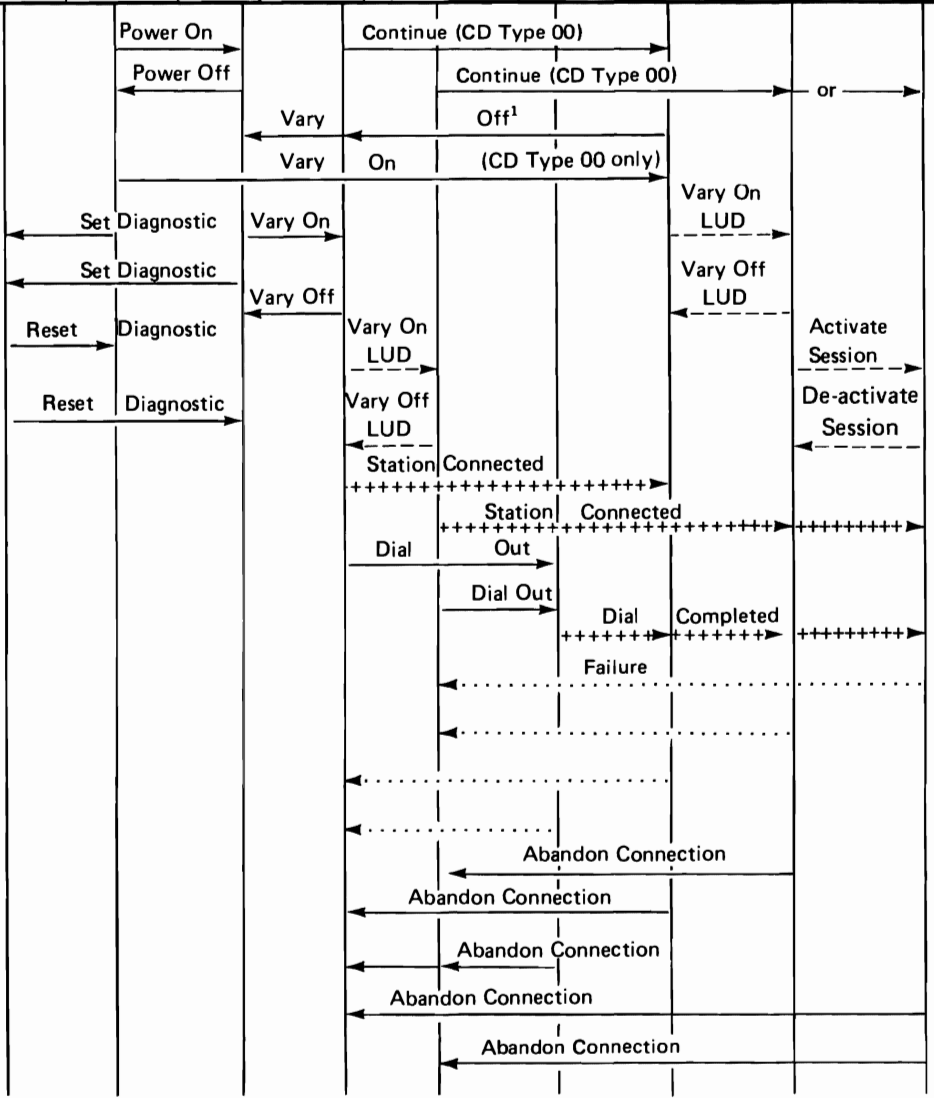 Power On
Continue (CD Type 00)
Power Off
Continue (CD Type 00)
or
Vary Off¹
Vary On (CD Type 00 only)
Vary On
LUD
Set Diagnostic
Vary On
Set Diagnostic
Vary Off
LUD
Vary Off
Reset Diagnostic
Vary On
LUD
Activate
Session
Reset Diagnostic
Vary Off
LUD
De-activate
Session
Station Connected
Station Connected
Dial Out
Dial Out
Dial Completed
Failure
Abandon Connection
Abandon Connection
Abandon Connection
Abandon Connection
Abandon Connection